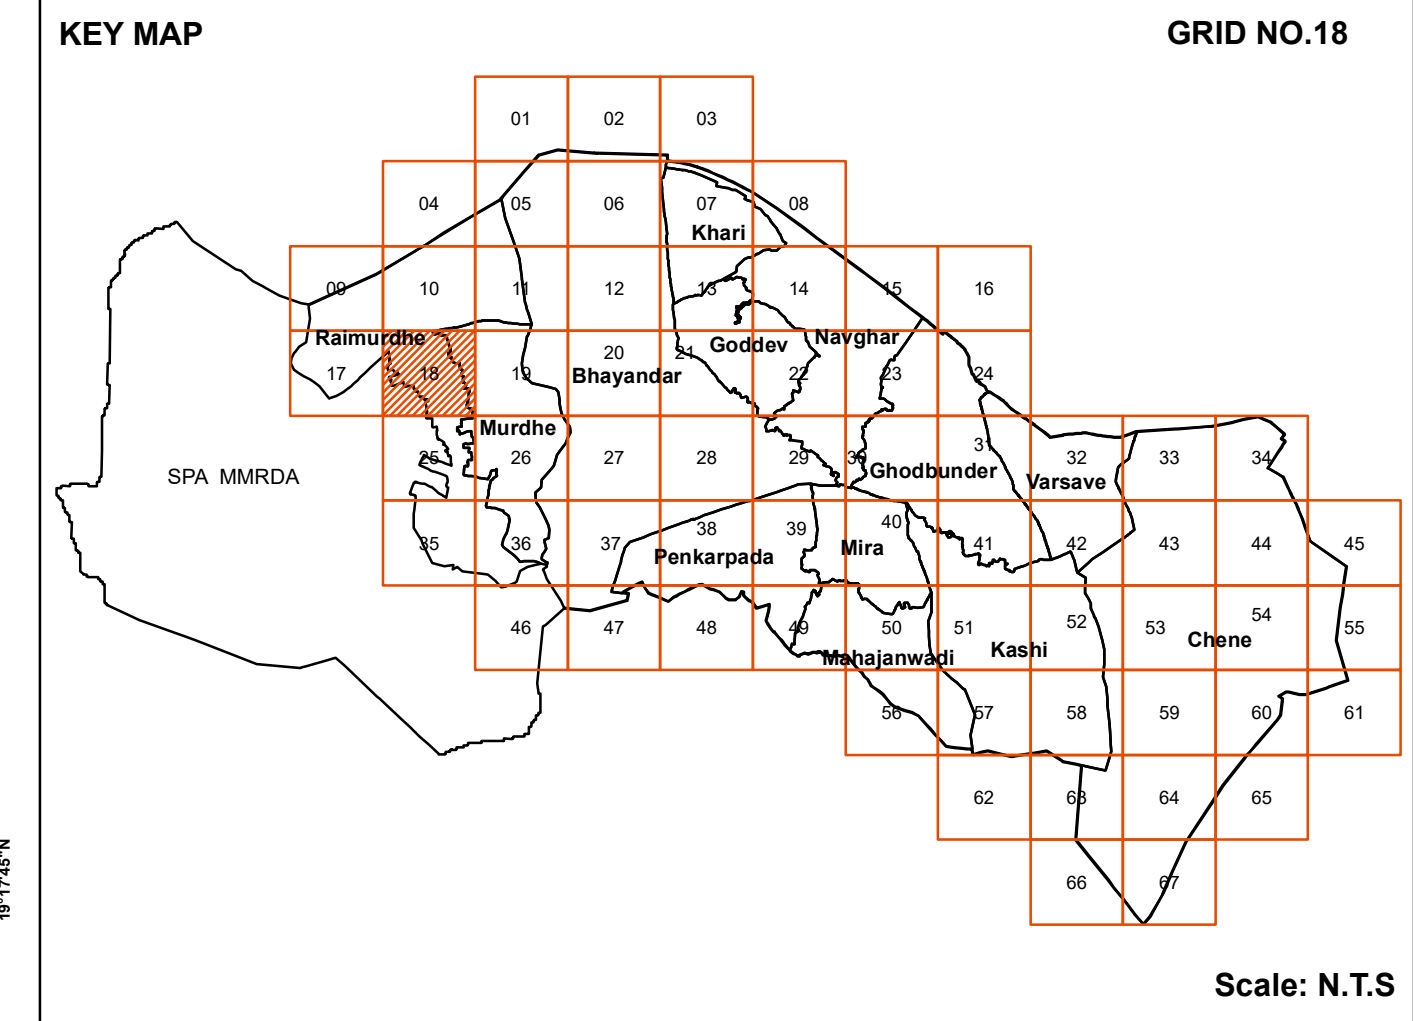 KEY MAP
GRID NO.18
01 02 03
04 05 06 07 08
Khari
09 10 11 12 13 14 15 16
Raimurdhe
Goddev
Navghar
17 18 19 20 21 22 23 24
Bhayandar
Murdhe
25 26 27 28 29 30 31 32 33 34
SPA MMRDA
Ghodbunder
Varsave
35 36 37 38 39 40 41 42 43 44 45
Penkarpada
Mira
46 47 48 49 50 51 52 53 54 55
Mahajanwadi
Kashi
Chene
56 57 58 59 60 61
62 63 64 65
66 67
19°17'45"N
Scale: N.T.S